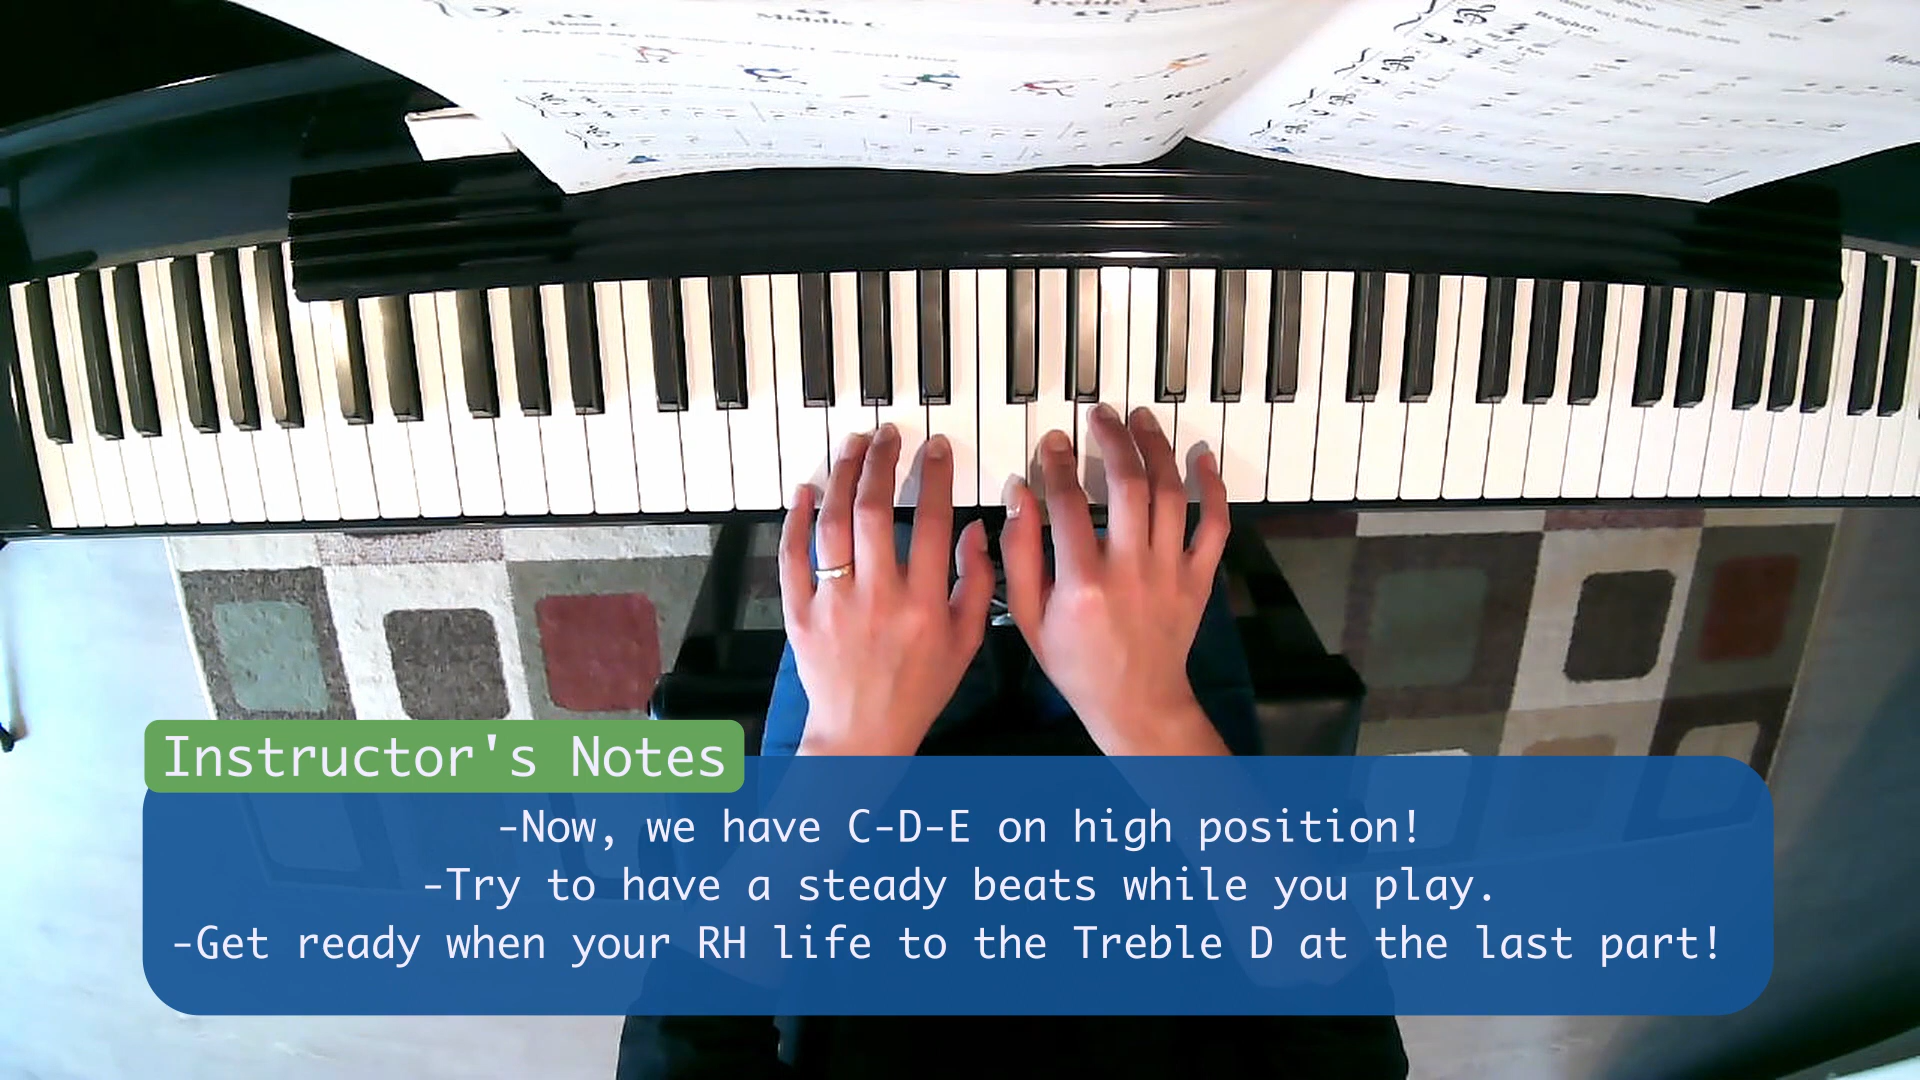 Middle C
Instructor's Notes
-Now, we have C-D-E on high position!
-Try to have a steady beats while you play.
-Get ready when your RH life to the Treble D at the last part!